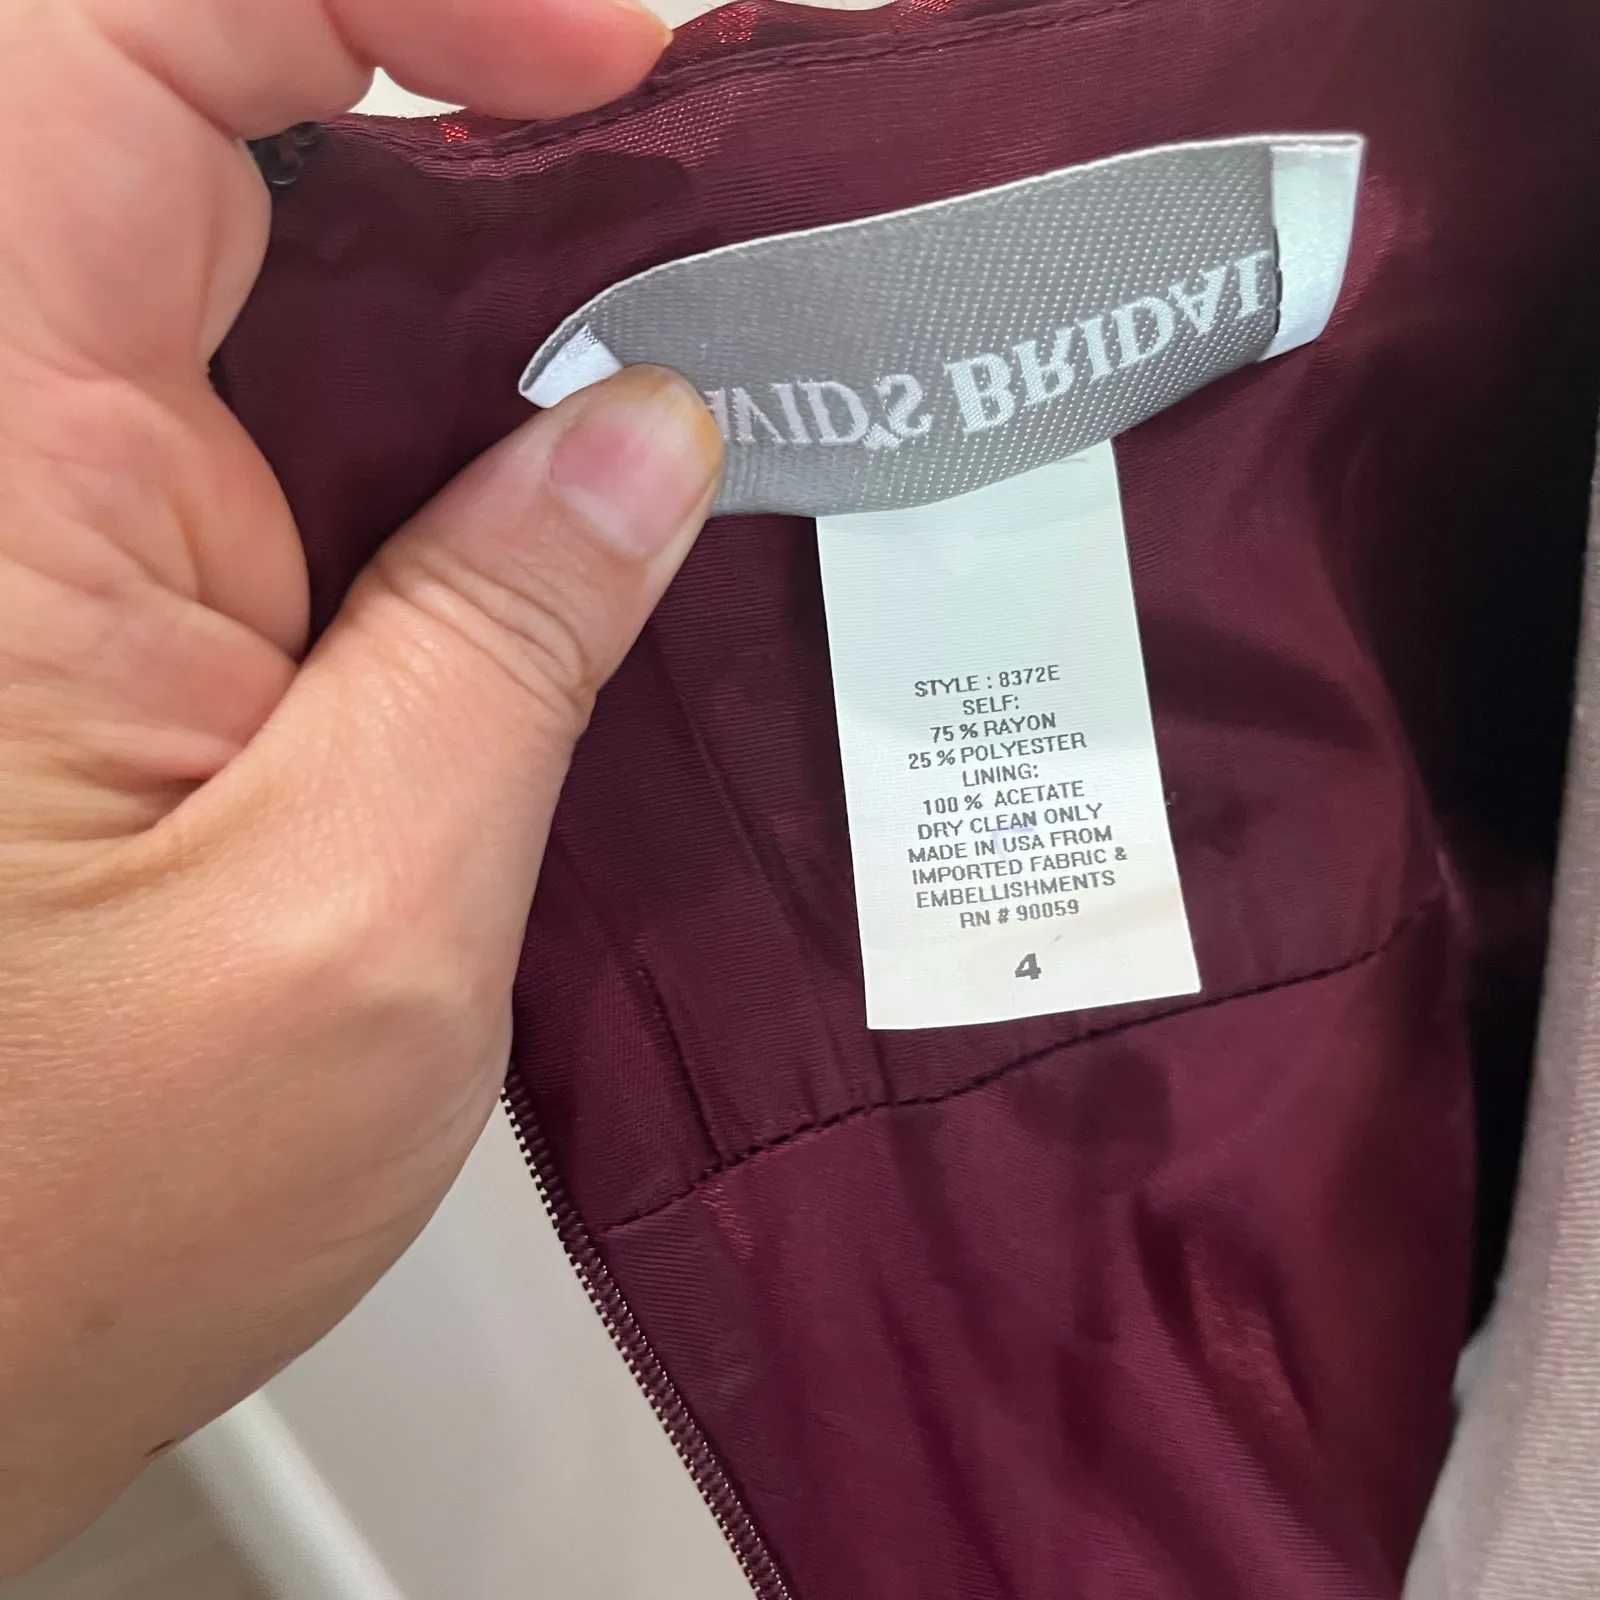 DAVID'S BRIDAL
STYLE : 8372E
SELF:
75 % RAYON
25 % POLYESTER
LINING:
100 % ACETATE
DRY CLEAN ONLY
MADE IN USA FROM
IMPORTED FABRIC &
EMBELLISHMENTS
RN # 90059
4